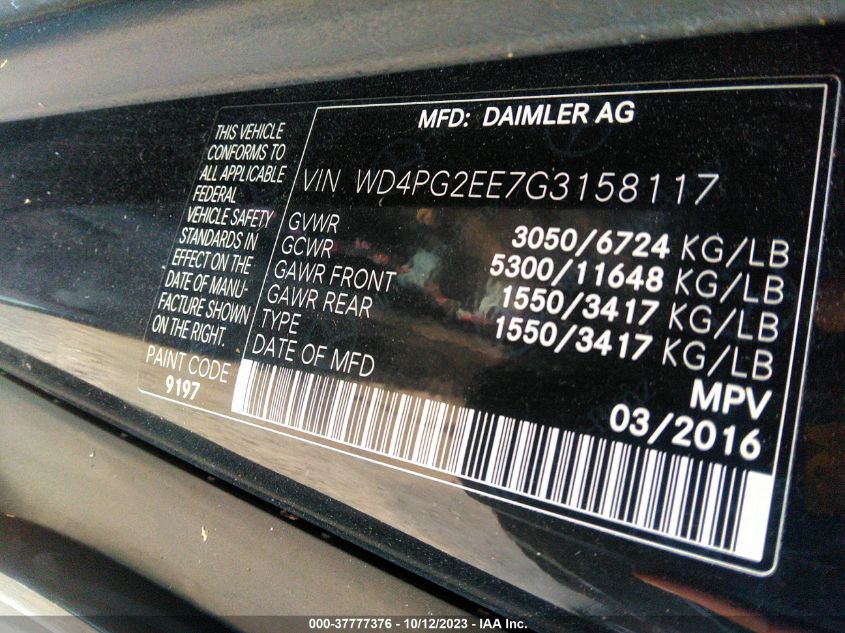 MFD: DAIMLER AG
THIS VEHICLE
CONFORMS TO
ALL APPLICABLE
FEDERAL
VEHICLE SAFETY
STANDARDS IN
EFFECT ON THE
DATE OF MANU-
FACTURE SHOWN
ON THE RIGHT.
PAINT CODE
9197
VIN WD4PG2EE7G3158117
GVWR 3050/6724 KG/LB
GCWR 5300/11648 KG/LB
GAWR FRONT 1550/3417 KG/LB
GAWR REAR 1550/3417 KG/LB
TYPE MPV
DATE OF MFD 03/2016
000-37777376 - 10/12/2023 - IAA Inc.